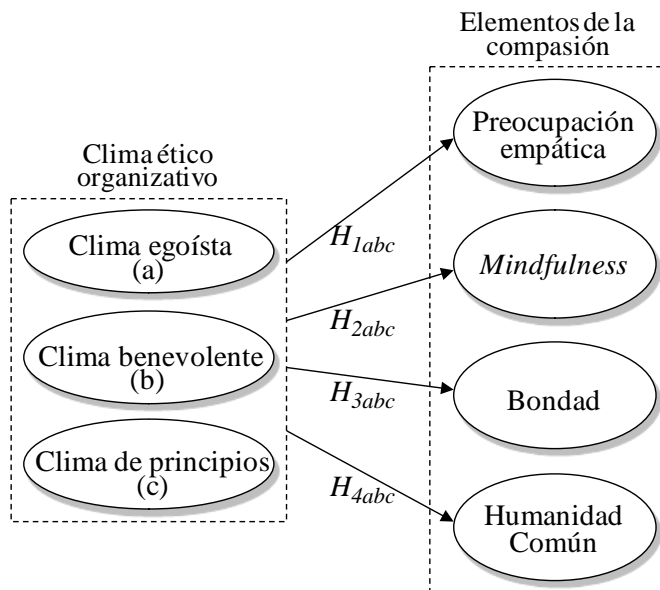 Elementos de la
compasión
Preocupación
empática
Clima ético
organizativo
Clima egoísta
(a)
H1abc
Mindfulness
H2abc
Clima benevolente
(b)
H3abc
Bondad
Clima de principios
(c)
H4abc
Humanidad
Común